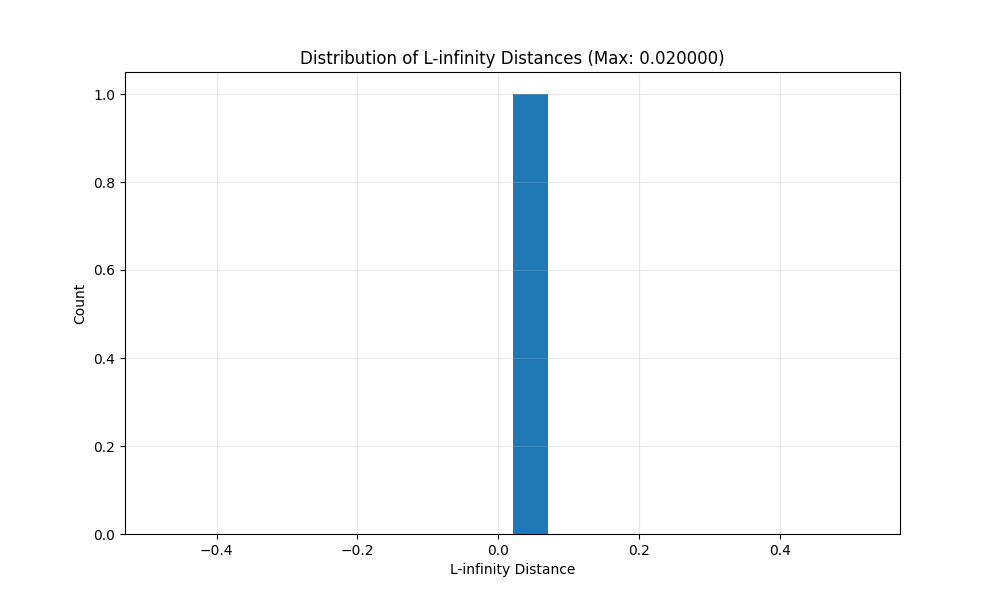 Distribution of L-infinity Distances (Max: 0.020000)
1.0
0.8
0.6
0.4
0.2
0.0
Count
−0.4 −0.2 0.0 0.2 0.4
L-infinity Distance